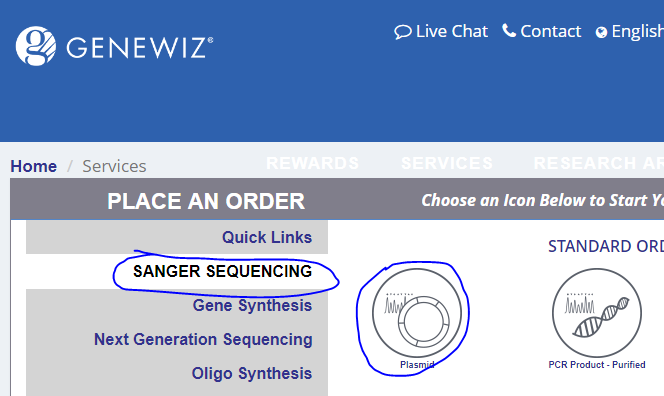 GENEWIZ®
Live Chat Contact English
Home / Services
REWARDS SERVICES RESEARCH AR
PLACE AN ORDER
Choose an Icon Below to Start Yo
Quick Links
SANGER SEQUENCING
Gene Synthesis
Next Generation Sequencing
Oligo Synthesis
STANDARD ORD
Plasmid
PCR Product - Purified